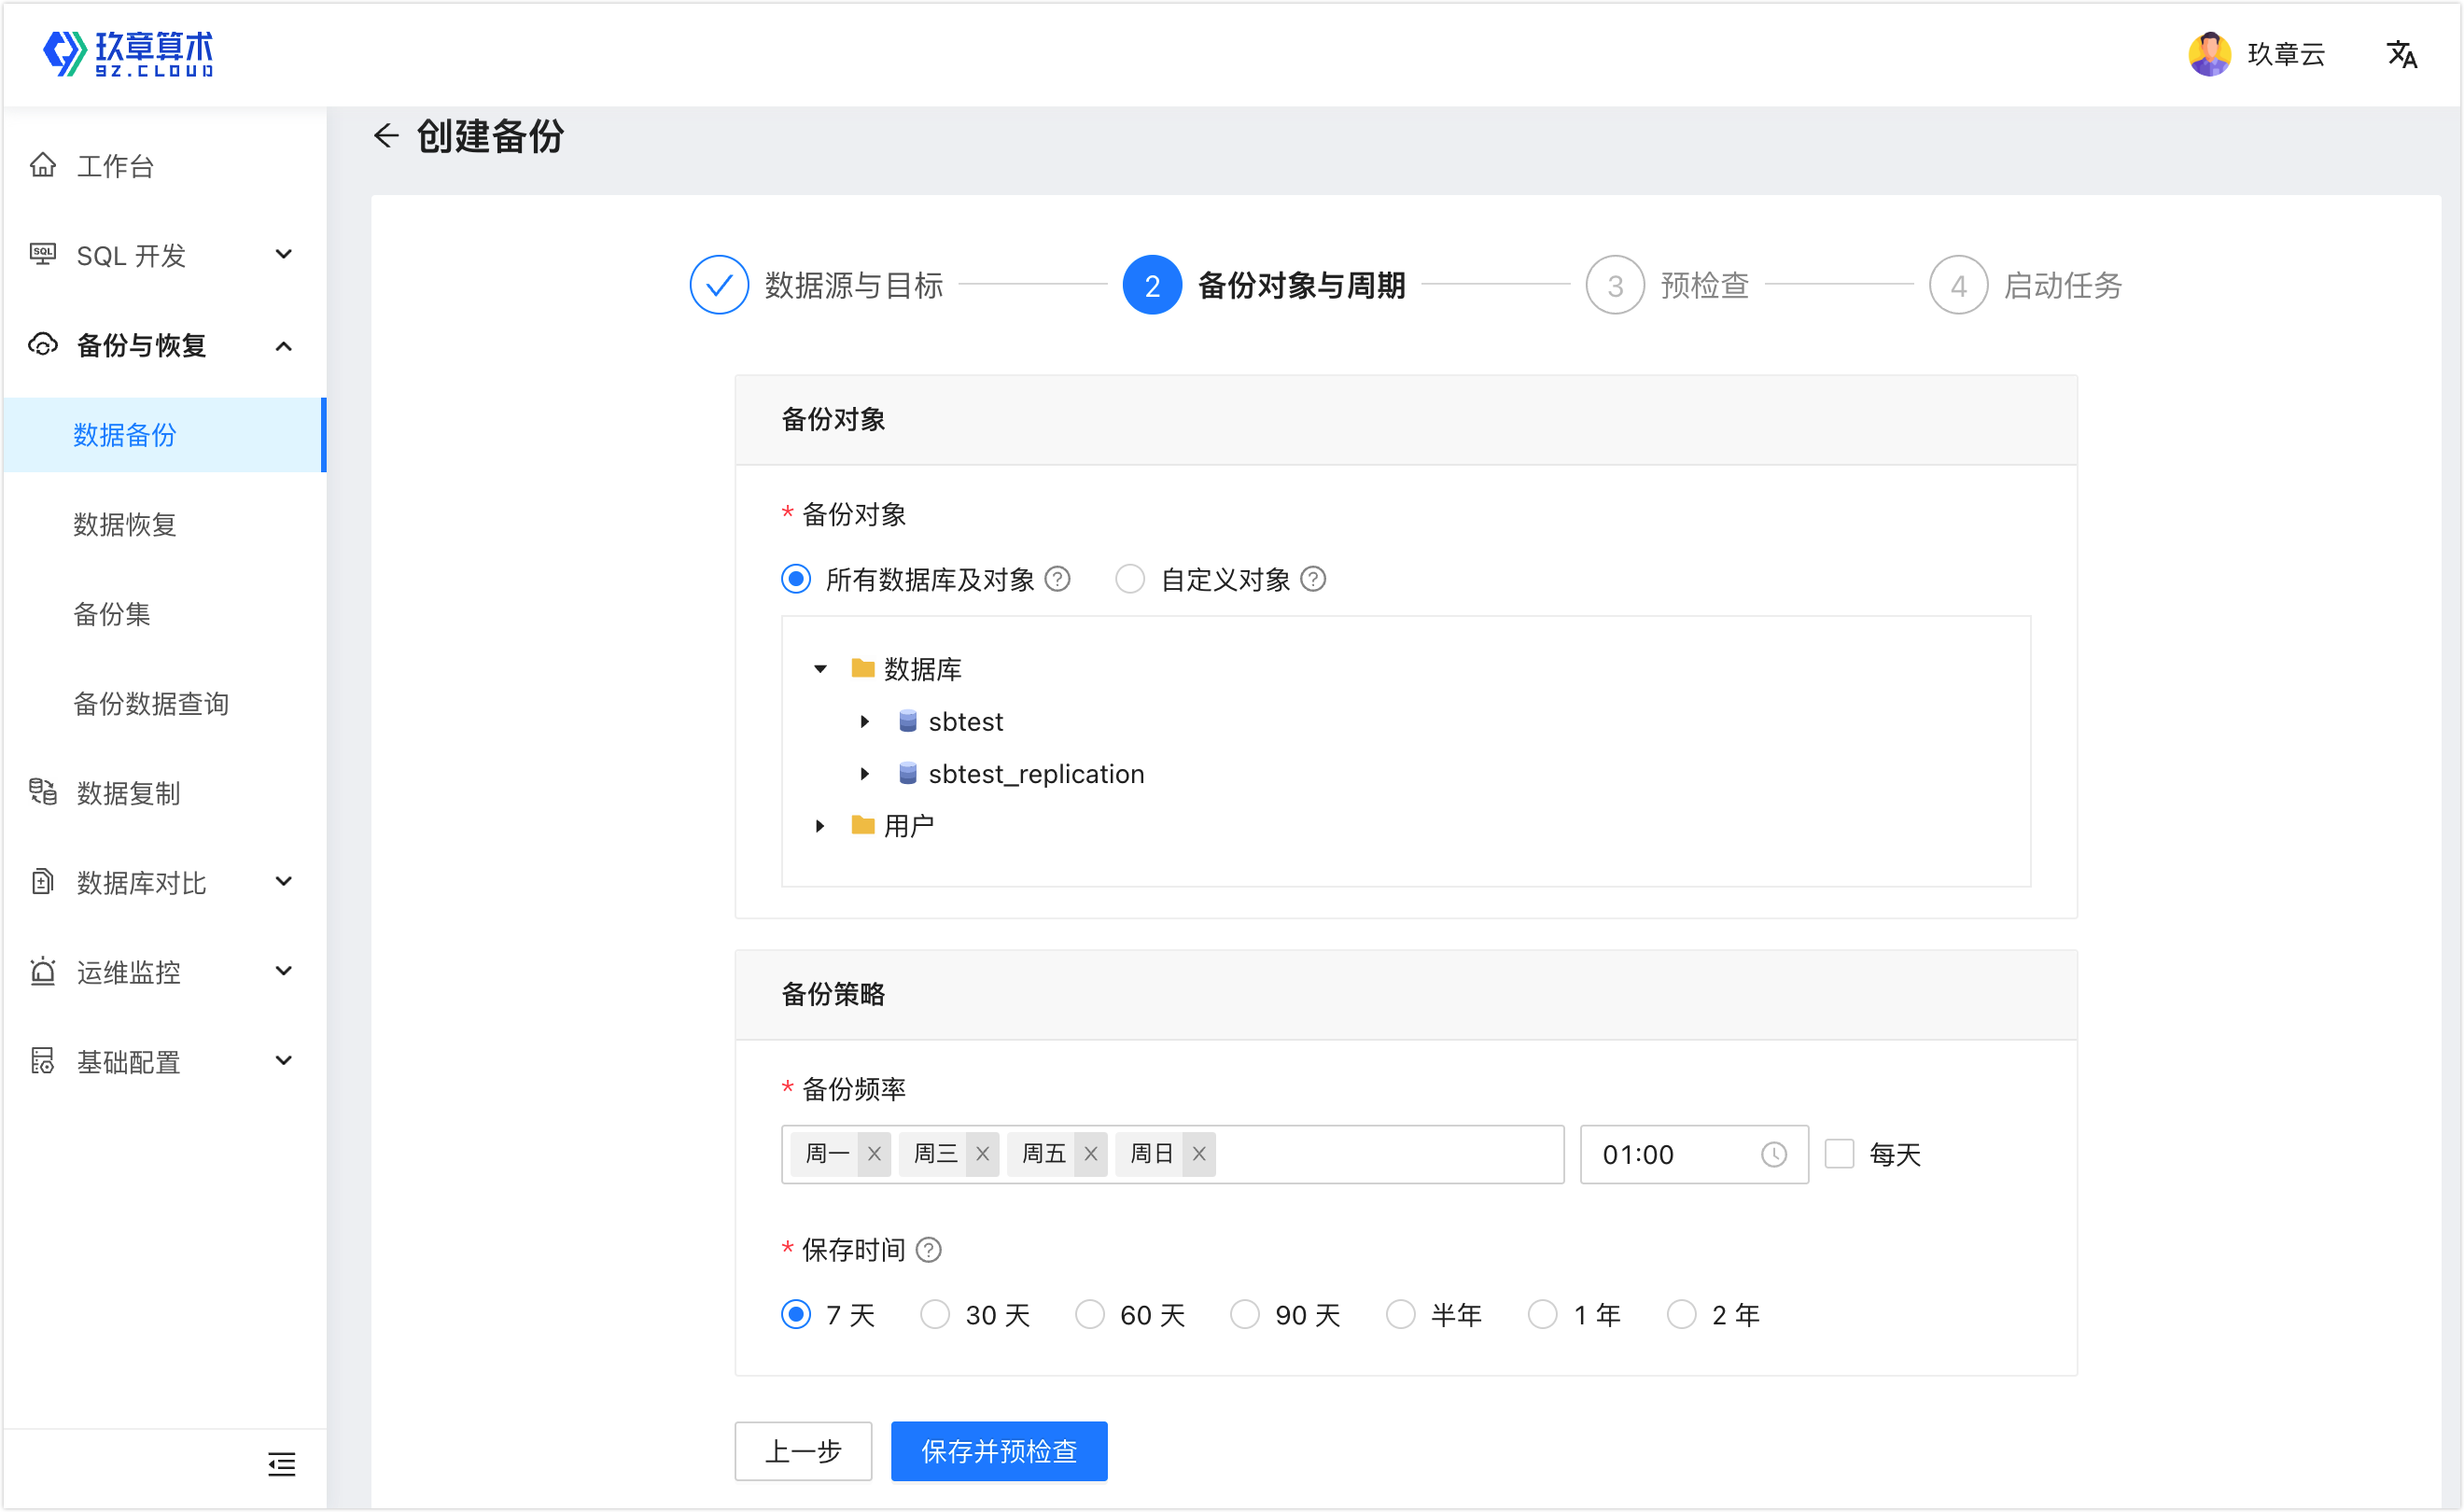 玖章算术
9Z.CLOUD
玖章云
工作台
SQL 开发
备份与恢复
数据备份
数据恢复
备份集
备份数据查询
数据复制
数据库对比
运维监控
基础配置
创建备份
数据源与目标
2 备份对象与周期
3 预检查
4 启动任务
备份对象
* 备份对象
所有数据库及对象 ? 自定义对象 ?
数据库
sbtest
sbtest_replication
用户
备份策略
* 备份频率
周一 周三 周五 周日 01:00 每天
* 保存时间 ?
7 天 30 天 60 天 90 天 半年 1 年 2 年
上一步 保存并预检查